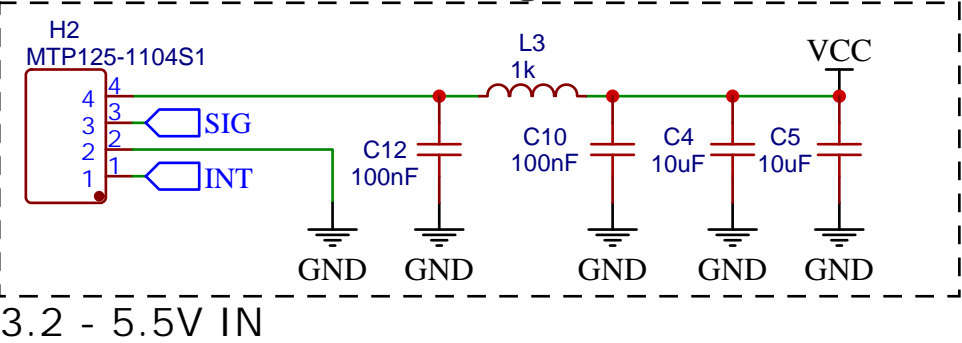 H2
MTP125-1104S1
4
4
3
3
2
2
1
1
SIG
INT
L3
1k
VCC
C12
100nF
C10
100nF
C4
10uF
C5
10uF
GND
GND
GND
GND
GND
3.2 - 5.5V IN